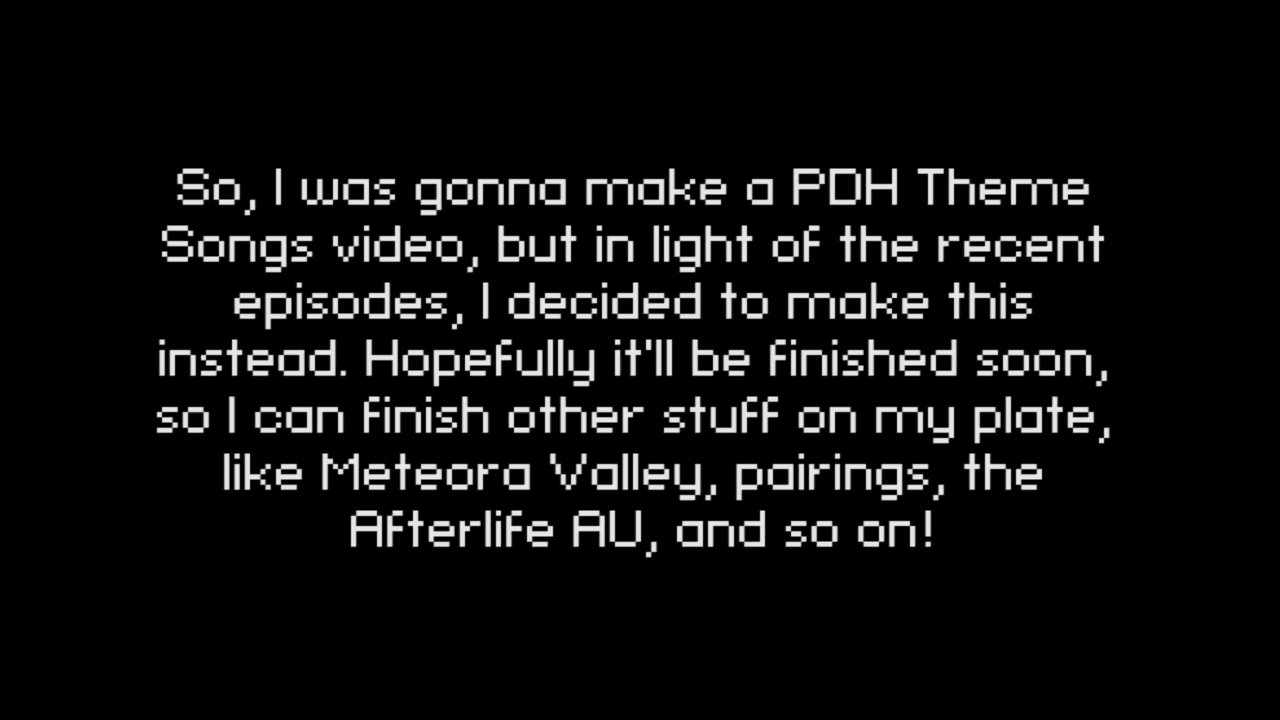 So, I was gonna make a PDH Theme
Songs video, but in light of the recent
episodes, I decided to make this
instead. Hopefully it'll be finished soon,
so I can finish other stuff on my plate,
like Meteora Valley, pairings, the
Afterlife AU, and so on!